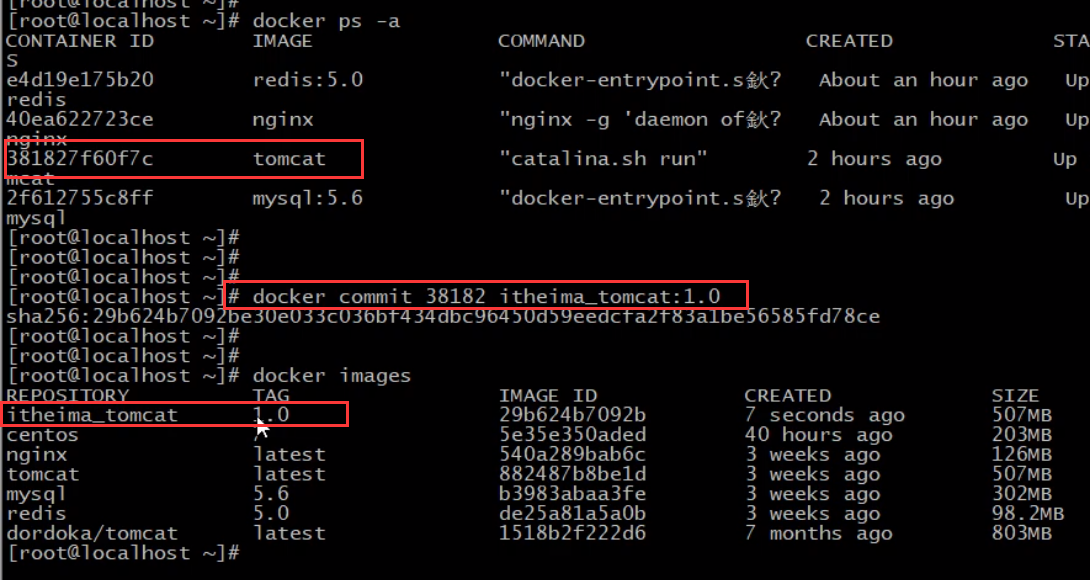 [root@localhost ~]#
[root@localhost ~]# docker ps -a
CONTAINER ID IMAGE COMMAND CREATED STA
S
e4d19e175b20 redis:5.0 "docker-entrypoint.s鈥? About an hour ago Up
redis
40ea622723ce nginx "nginx -g 'daemon of鈥? About an hour ago Up
nginx
381827f60f7c tomcat "catalina.sh run" 2 hours ago Up
mcat
2f612755c8ff mysql:5.6 "docker-entrypoint.s鈥? 2 hours ago Up
mysql
[root@localhost ~]#
[root@localhost ~]#
[root@localhost ~]#
[root@localhost ~]# docker commit 38182 itheima_tomcat:1.0
sha256:29b624b7092be30e033c036bf434dbc96450d59eedcfa2f83a1be56585fd78ce
[root@localhost ~]#
[root@localhost ~]#
[root@localhost ~]# docker images
REPOSITORY TAG IMAGE ID CREATED SIZE
itheima_tomcat 1.0 29b624b7092b 7 seconds ago 507MB
centos 7 5e35e350aded 40 hours ago 203MB
nginx latest 540a289bab6c 3 weeks ago 126MB
tomcat latest 882487b8be1d 3 weeks ago 507MB
mysql 5.6 b3983abaa3fe 3 weeks ago 302MB
redis 5.0 de25a81a5a0b 3 weeks ago 98.2MB
dordoka/tomcat latest 1518b2f222d6 7 months ago 803MB
[root@localhost ~]#